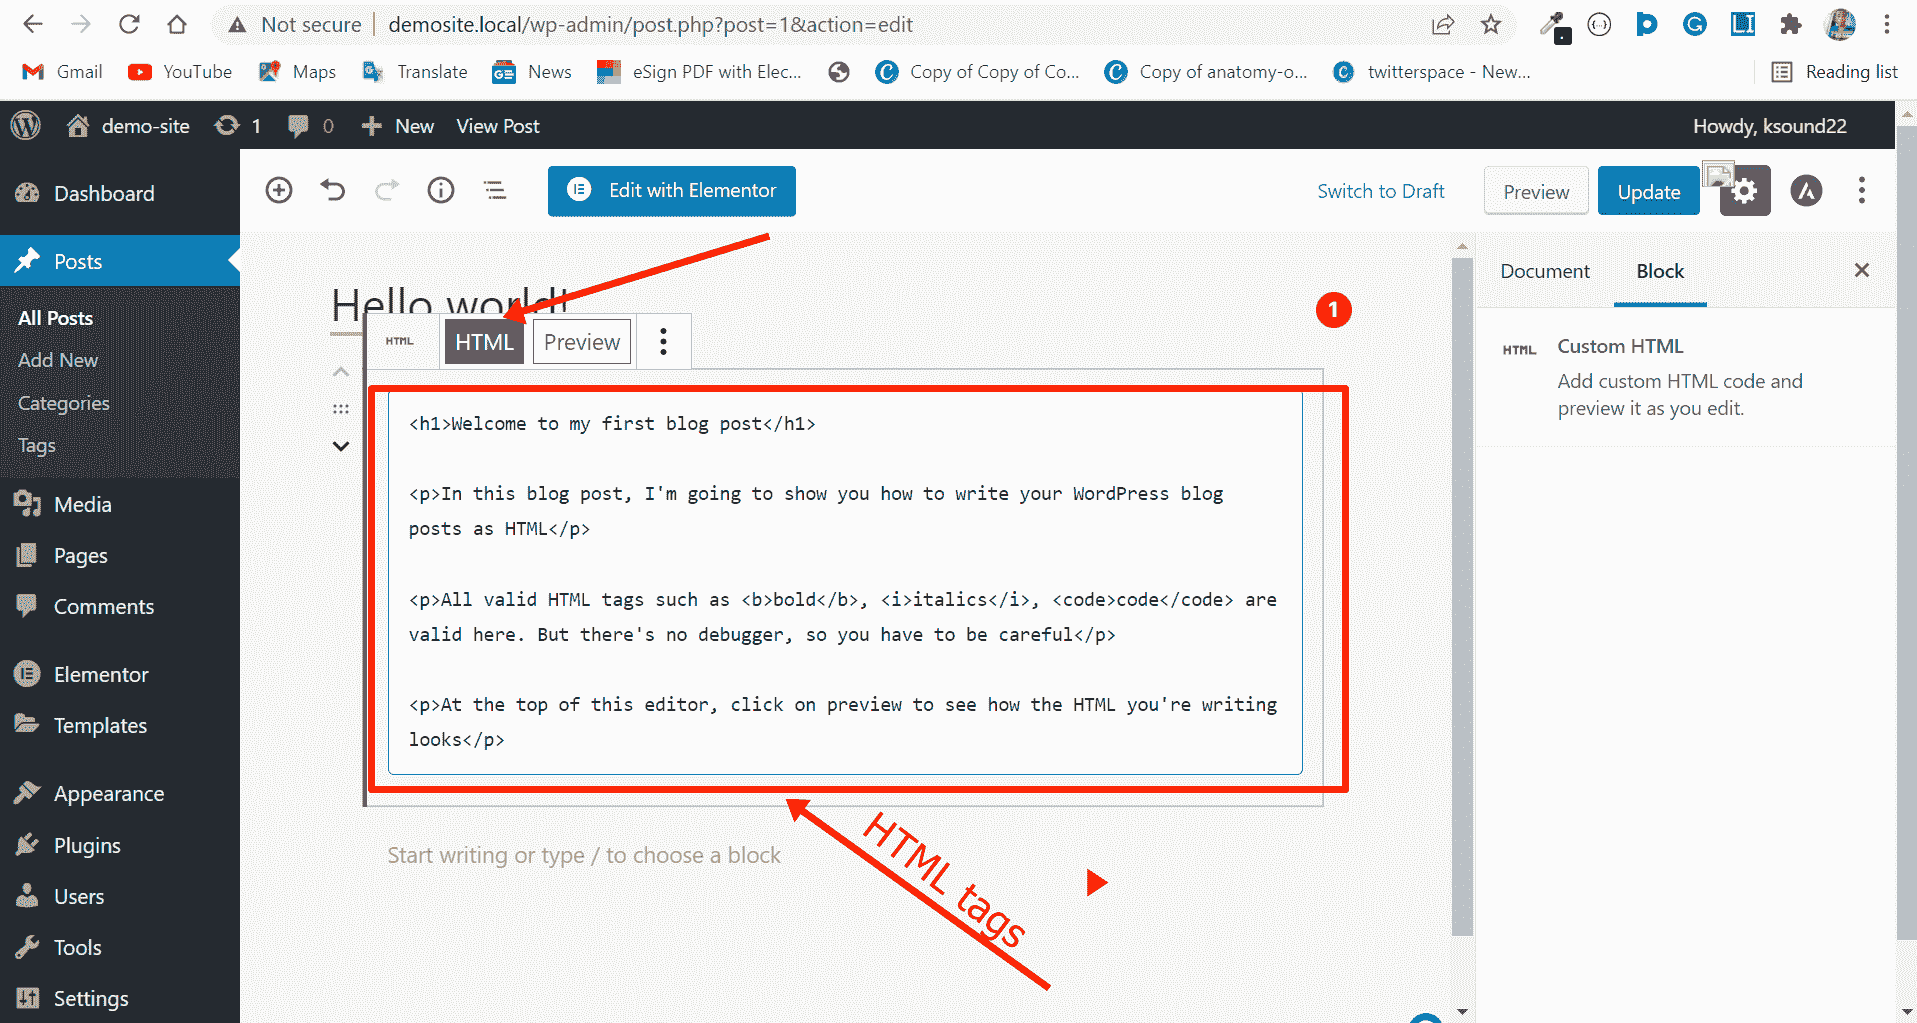 Not secure | demosite.local/wp-admin/post.php?post=1&action=edit
Gmail YouTube Maps Translate News eSign PDF with Elec... Copy of Copy of Co... Copy of anatomy-o... twitterspace - New... Reading list
demo-site 1 0 New View Post Howdy, ksound22
Dashboard
Posts
All Posts
Add New
Categories
Tags
Media
Pages
Comments
Elementor
Templates
Appearance
Plugins
Users
Tools
Settings
Edit with Elementor Switch to Draft Preview Update
Hello world!
1
HTML HTML Preview
<h1>Welcome to my first blog post</h1>
<p>In this blog post, I'm going to show you how to write your WordPress blog
posts as HTML</p>
<p>All valid HTML tags such as <b>bold</b>, <i>italics</i>, <code>code</code> are
valid here. But there's no debugger, so you have to be careful</p>
<p>At the top of this editor, click on preview to see how the HTML you're writing
looks</p>
Start writing or type / to choose a block
HTML tags
Document Block
HTML Custom HTML
Add custom HTML code and
preview it as you edit.